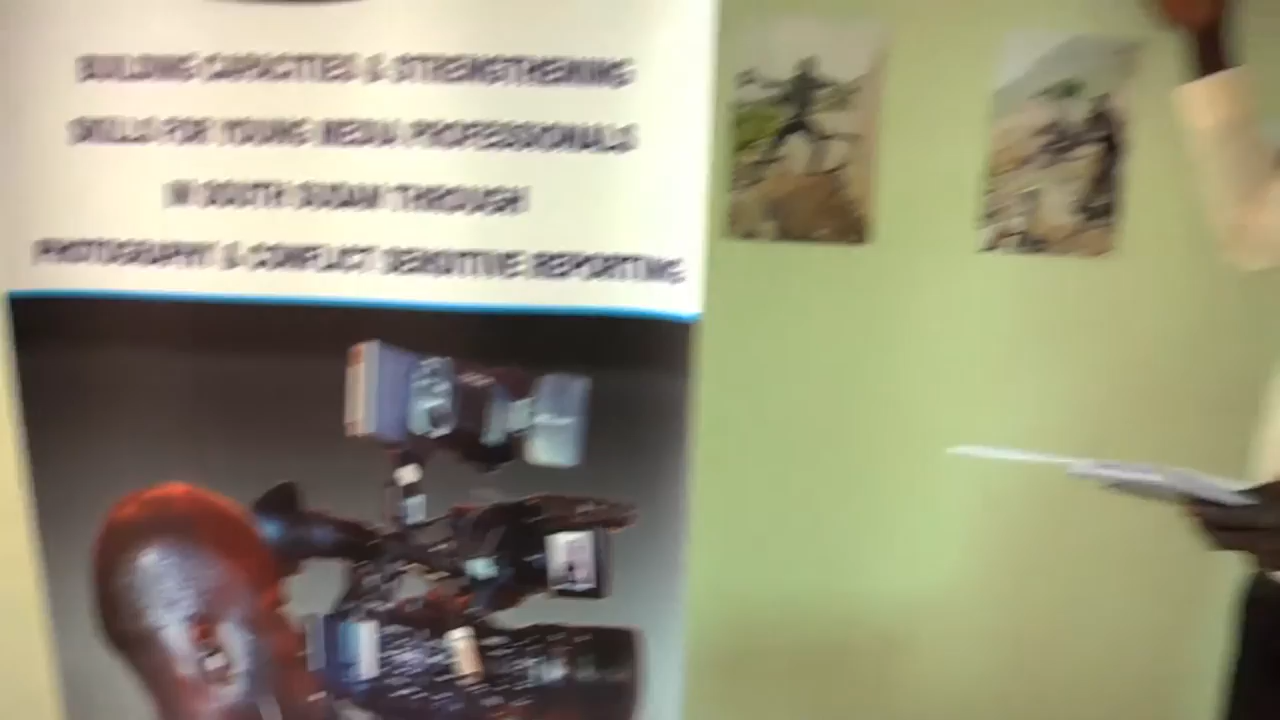 BUILDING CAPACITIES & STRENGTHENING
SKILLS FOR YOUNG MEDIA PROFESSIONALS
IN SOUTH SUDAN THROUGH
PHOTOGRAPHY & CONFLICT SENSITIVE REPORTING